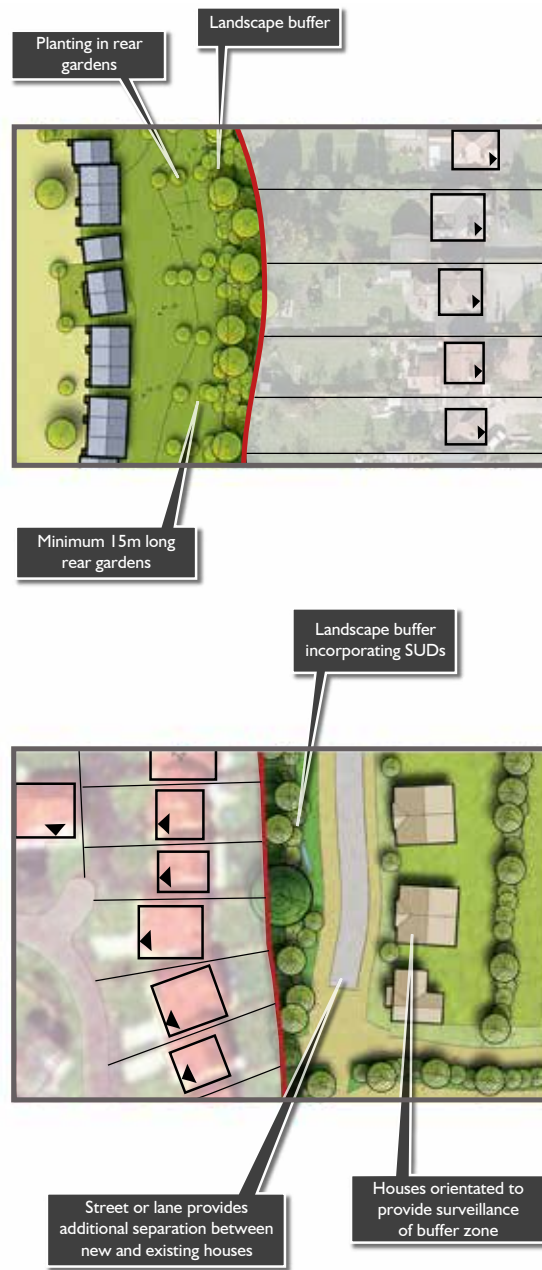 Landscape buffer
Planting in rear
gardens
Minimum 15m long
rear gardens
Landscape buffer
incorporating SUDs
Street or lane provides
additional separation between
new and existing houses
Houses orientated to
provide surveillance
of buffer zone